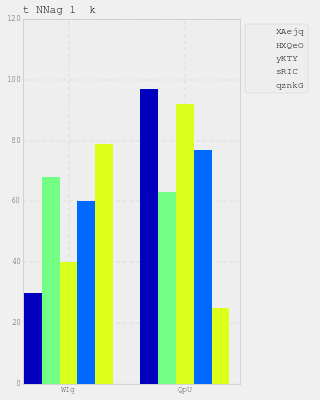 t NNag l  k
120
100
80
60
40
20
0
WIg
QpU
XAejq
HXQeO
yKTY
sRIC
qznkG